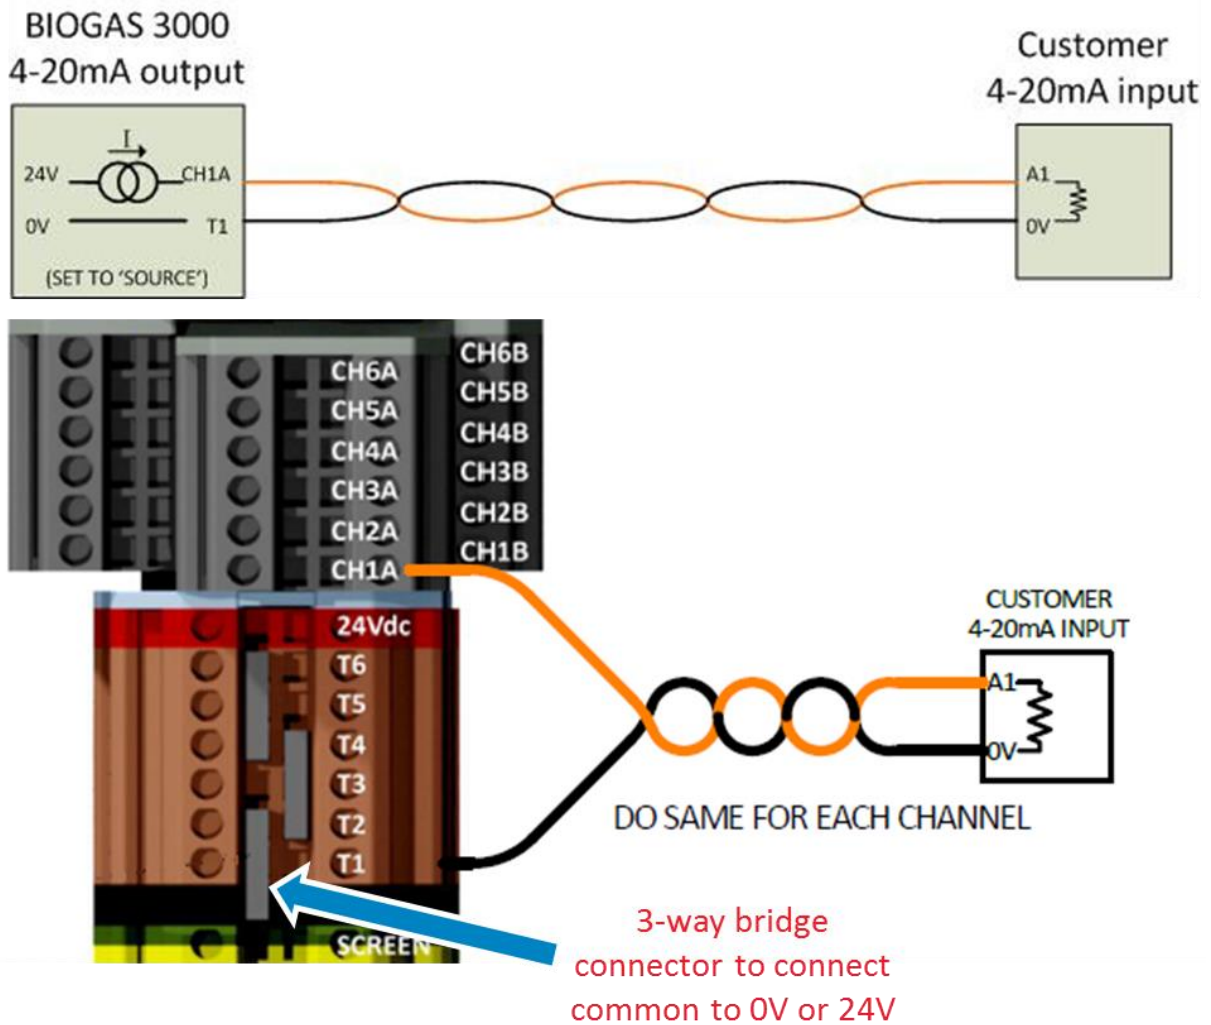 BIOGAS 3000
4-20mA output
Customer
4-20mA input
I
24V
CH1A
0V
T1
(SET TO ‘SOURCE’)
A1
0V
CH6A
CH6B
CH5A
CH5B
CH4A
CH4B
CH3A
CH3B
CH2A
CH2B
CH1A
CH1B
24Vdc
T6
T5
T4
T3
T2
T1
SCREEN
CUSTOMER
4-20mA INPUT
A1
0V
DO SAME FOR EACH CHANNEL
3-way bridge
connector to connect
common to 0V or 24V